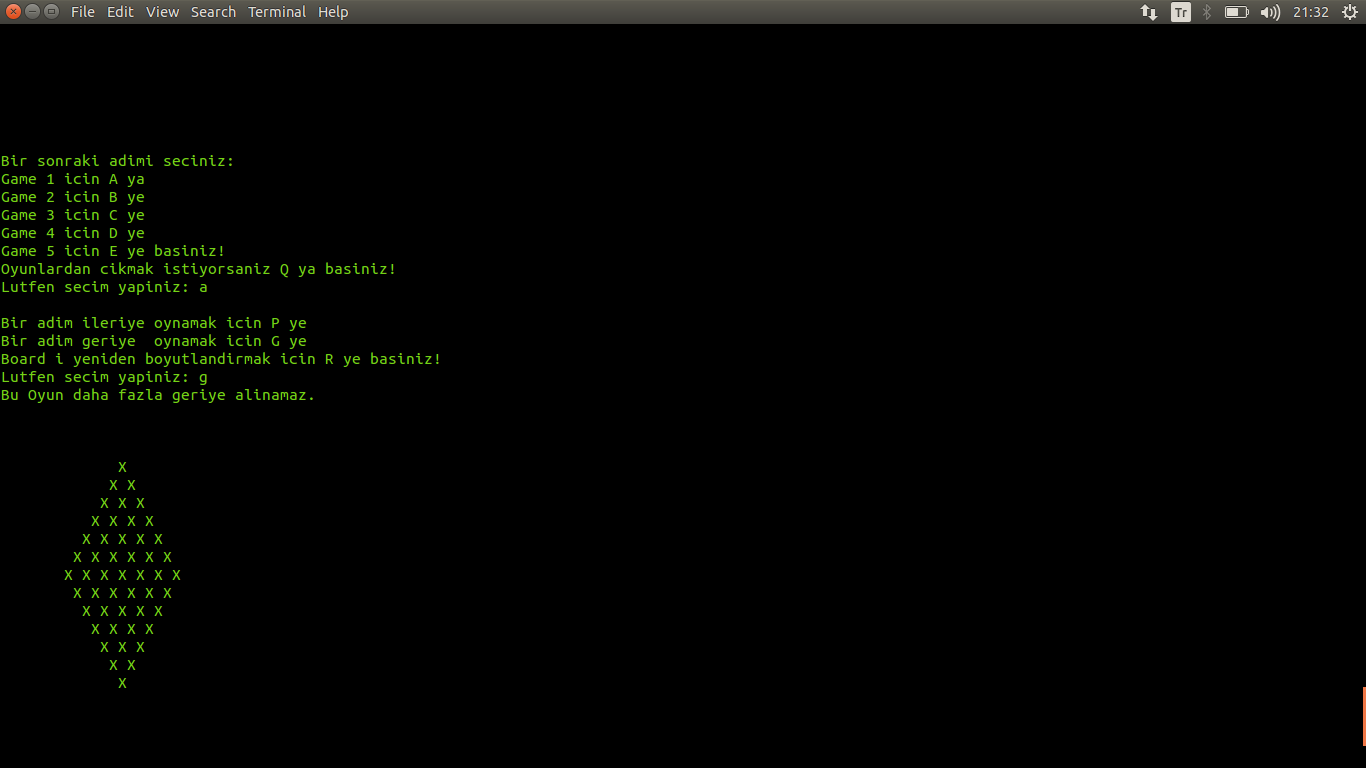 File Edit View Search Terminal Help
Tr 21:32
Bir sonraki adimi seciniz:
Game 1 icin A ya
Game 2 icin B ye
Game 3 icin C ye
Game 4 icin D ye
Game 5 icin E ye basiniz!
Oyunlardan cikmak istiyorsaniz Q ya basiniz!
Lutfen secim yapiniz: a
Bir adim ileriye oynamak icin P ye
Bir adim geriye  oynamak icin G ye
Board i yeniden boyutlandirmak icin R ye basiniz!
Lutfen secim yapiniz: g
Bu Oyun daha fazla geriye alinamaz.
X
X X
X X X
X X X X
X X X X X
X X X X X X
X X X X X X X
X X X X X X
X X X X X
X X X X
X X X
X X
X